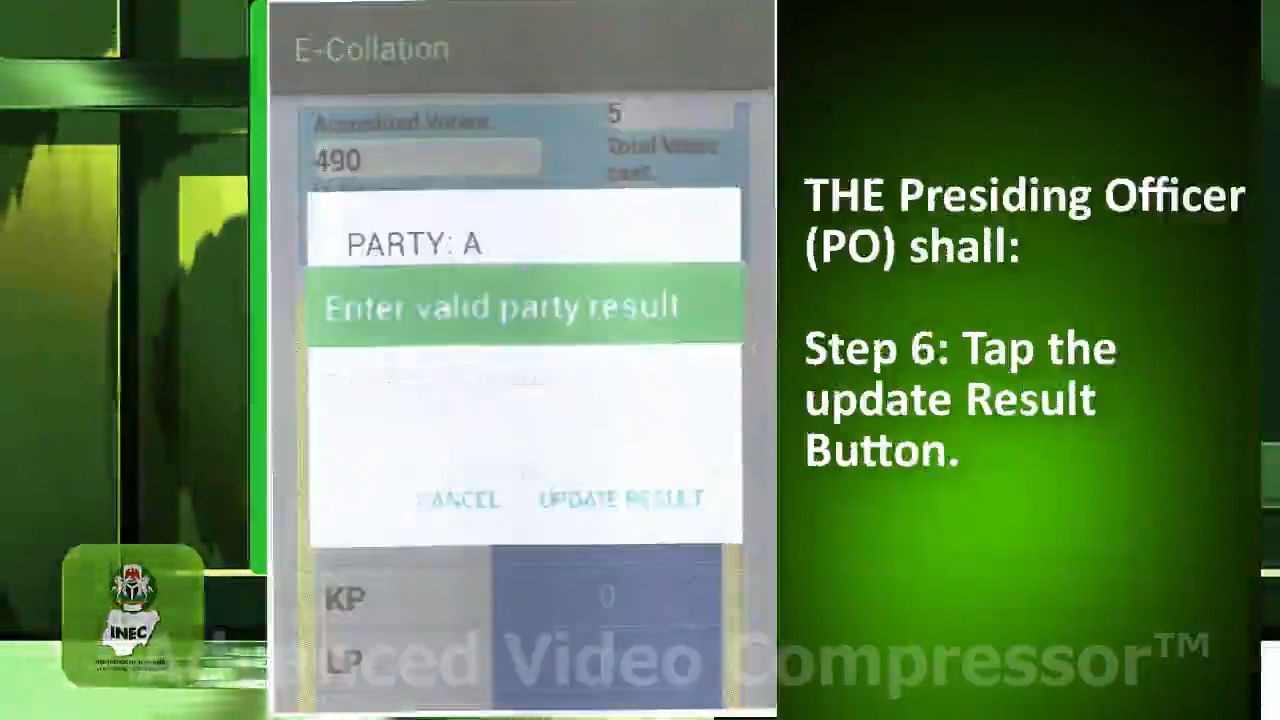 E-Collation
Accredited Voters
5
490
Total Votes
cast.
PARTY: A
Enter valid party result
CANCEL
UPDATE RESULT
KP
0
LP
THE Presiding Officer
(PO) shall:
Step 6: Tap the
update Result
Button.
INEC
Advanced Video Compressor™